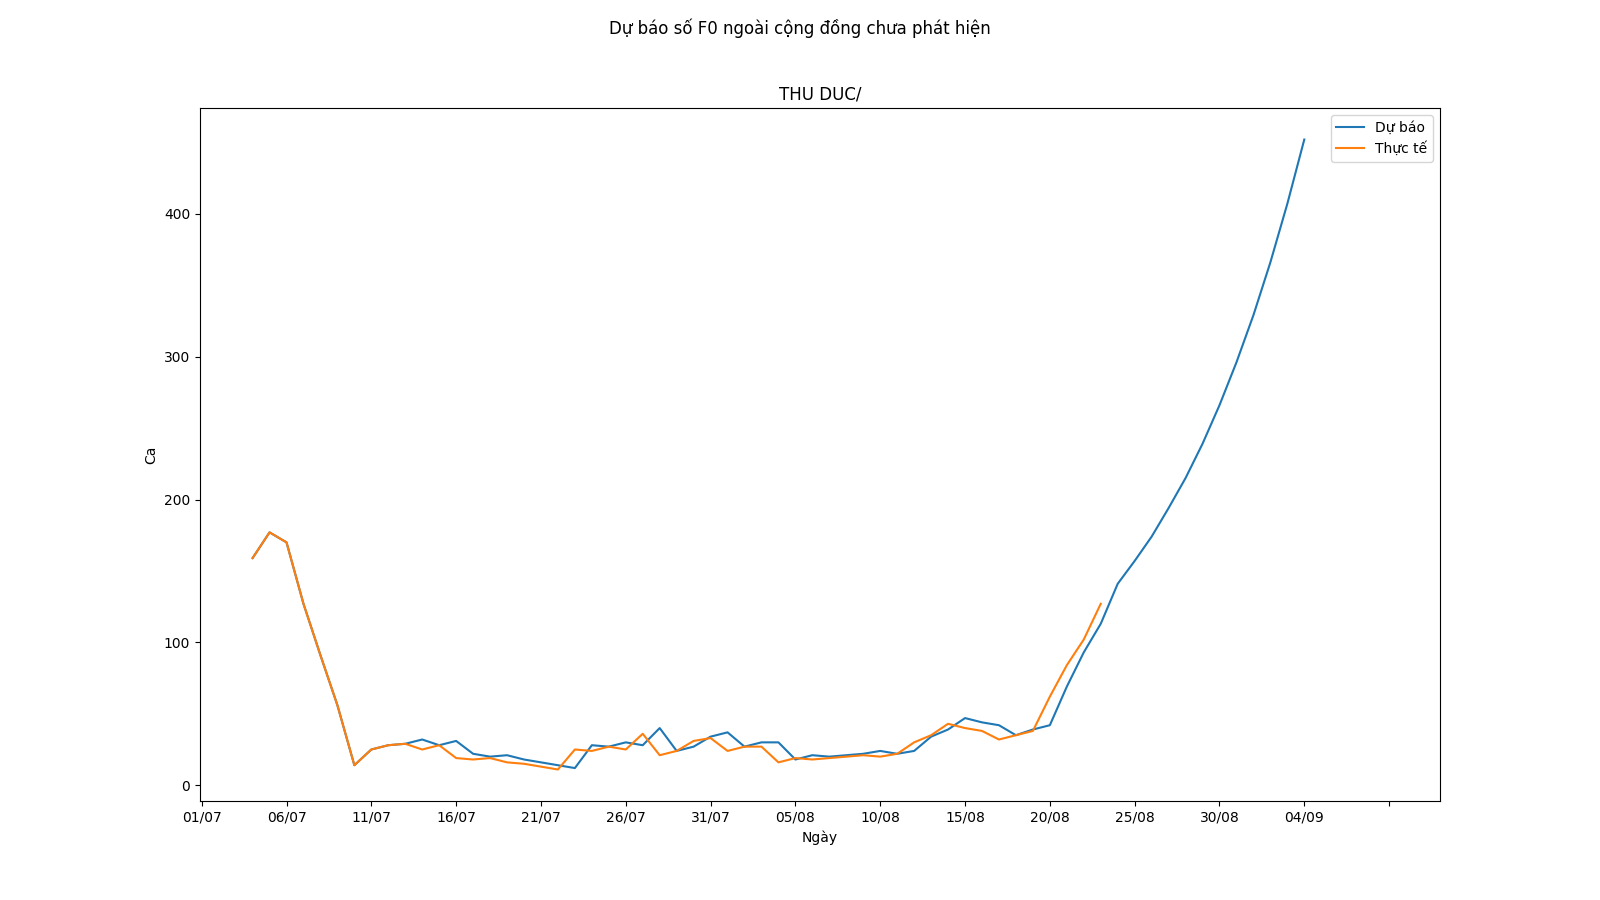 Dự báo số F0 ngoài cộng đồng chưa phát hiện
THU DUC/
Dự báo
Thực tế
400
300
200
100
0
Ca
01/07 06/07 11/07 16/07 21/07 26/07 31/07 05/08 10/08 15/08 20/08 25/08 30/08 04/09
Ngày